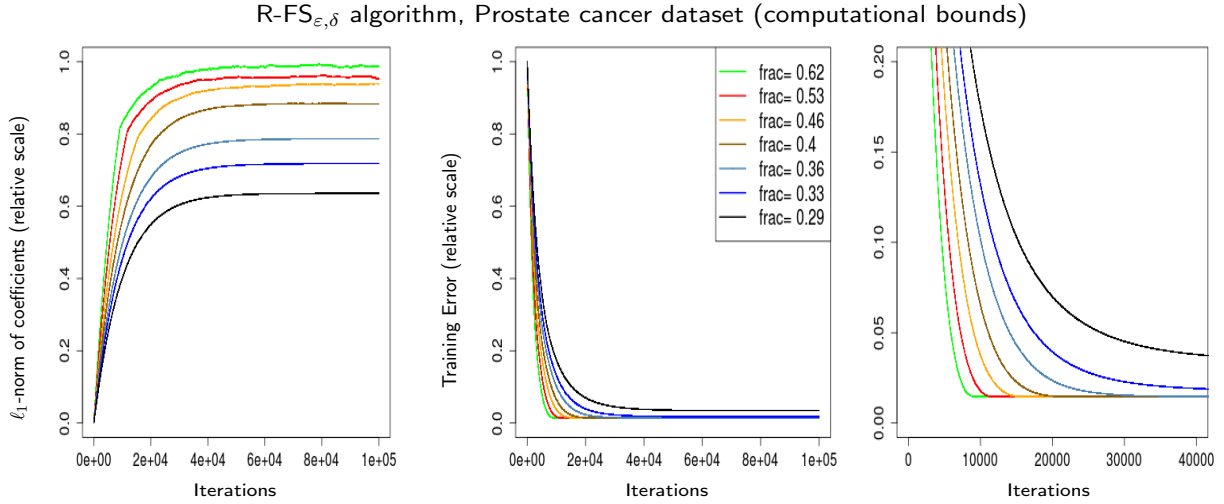 R-FSε,δ algorithm, Prostate cancer dataset (computational bounds)
ℓ1-norm of coefficients (relative scale)
1.0
0.8
0.6
0.4
0.2
0.0
0e+00 2e+04 4e+04 6e+04 8e+04 1e+05
Iterations
Training Error (relative scale)
1.0
0.8
0.6
0.4
0.2
0.0
frac= 0.62
frac= 0.53
frac= 0.46
frac= 0.4
frac= 0.36
frac= 0.33
frac= 0.29
0e+00 2e+04 4e+04 6e+04 8e+04 1e+05
Iterations
0.20
0.15
0.10
0.05
0.00
0 10000 20000 30000 40000
Iterations